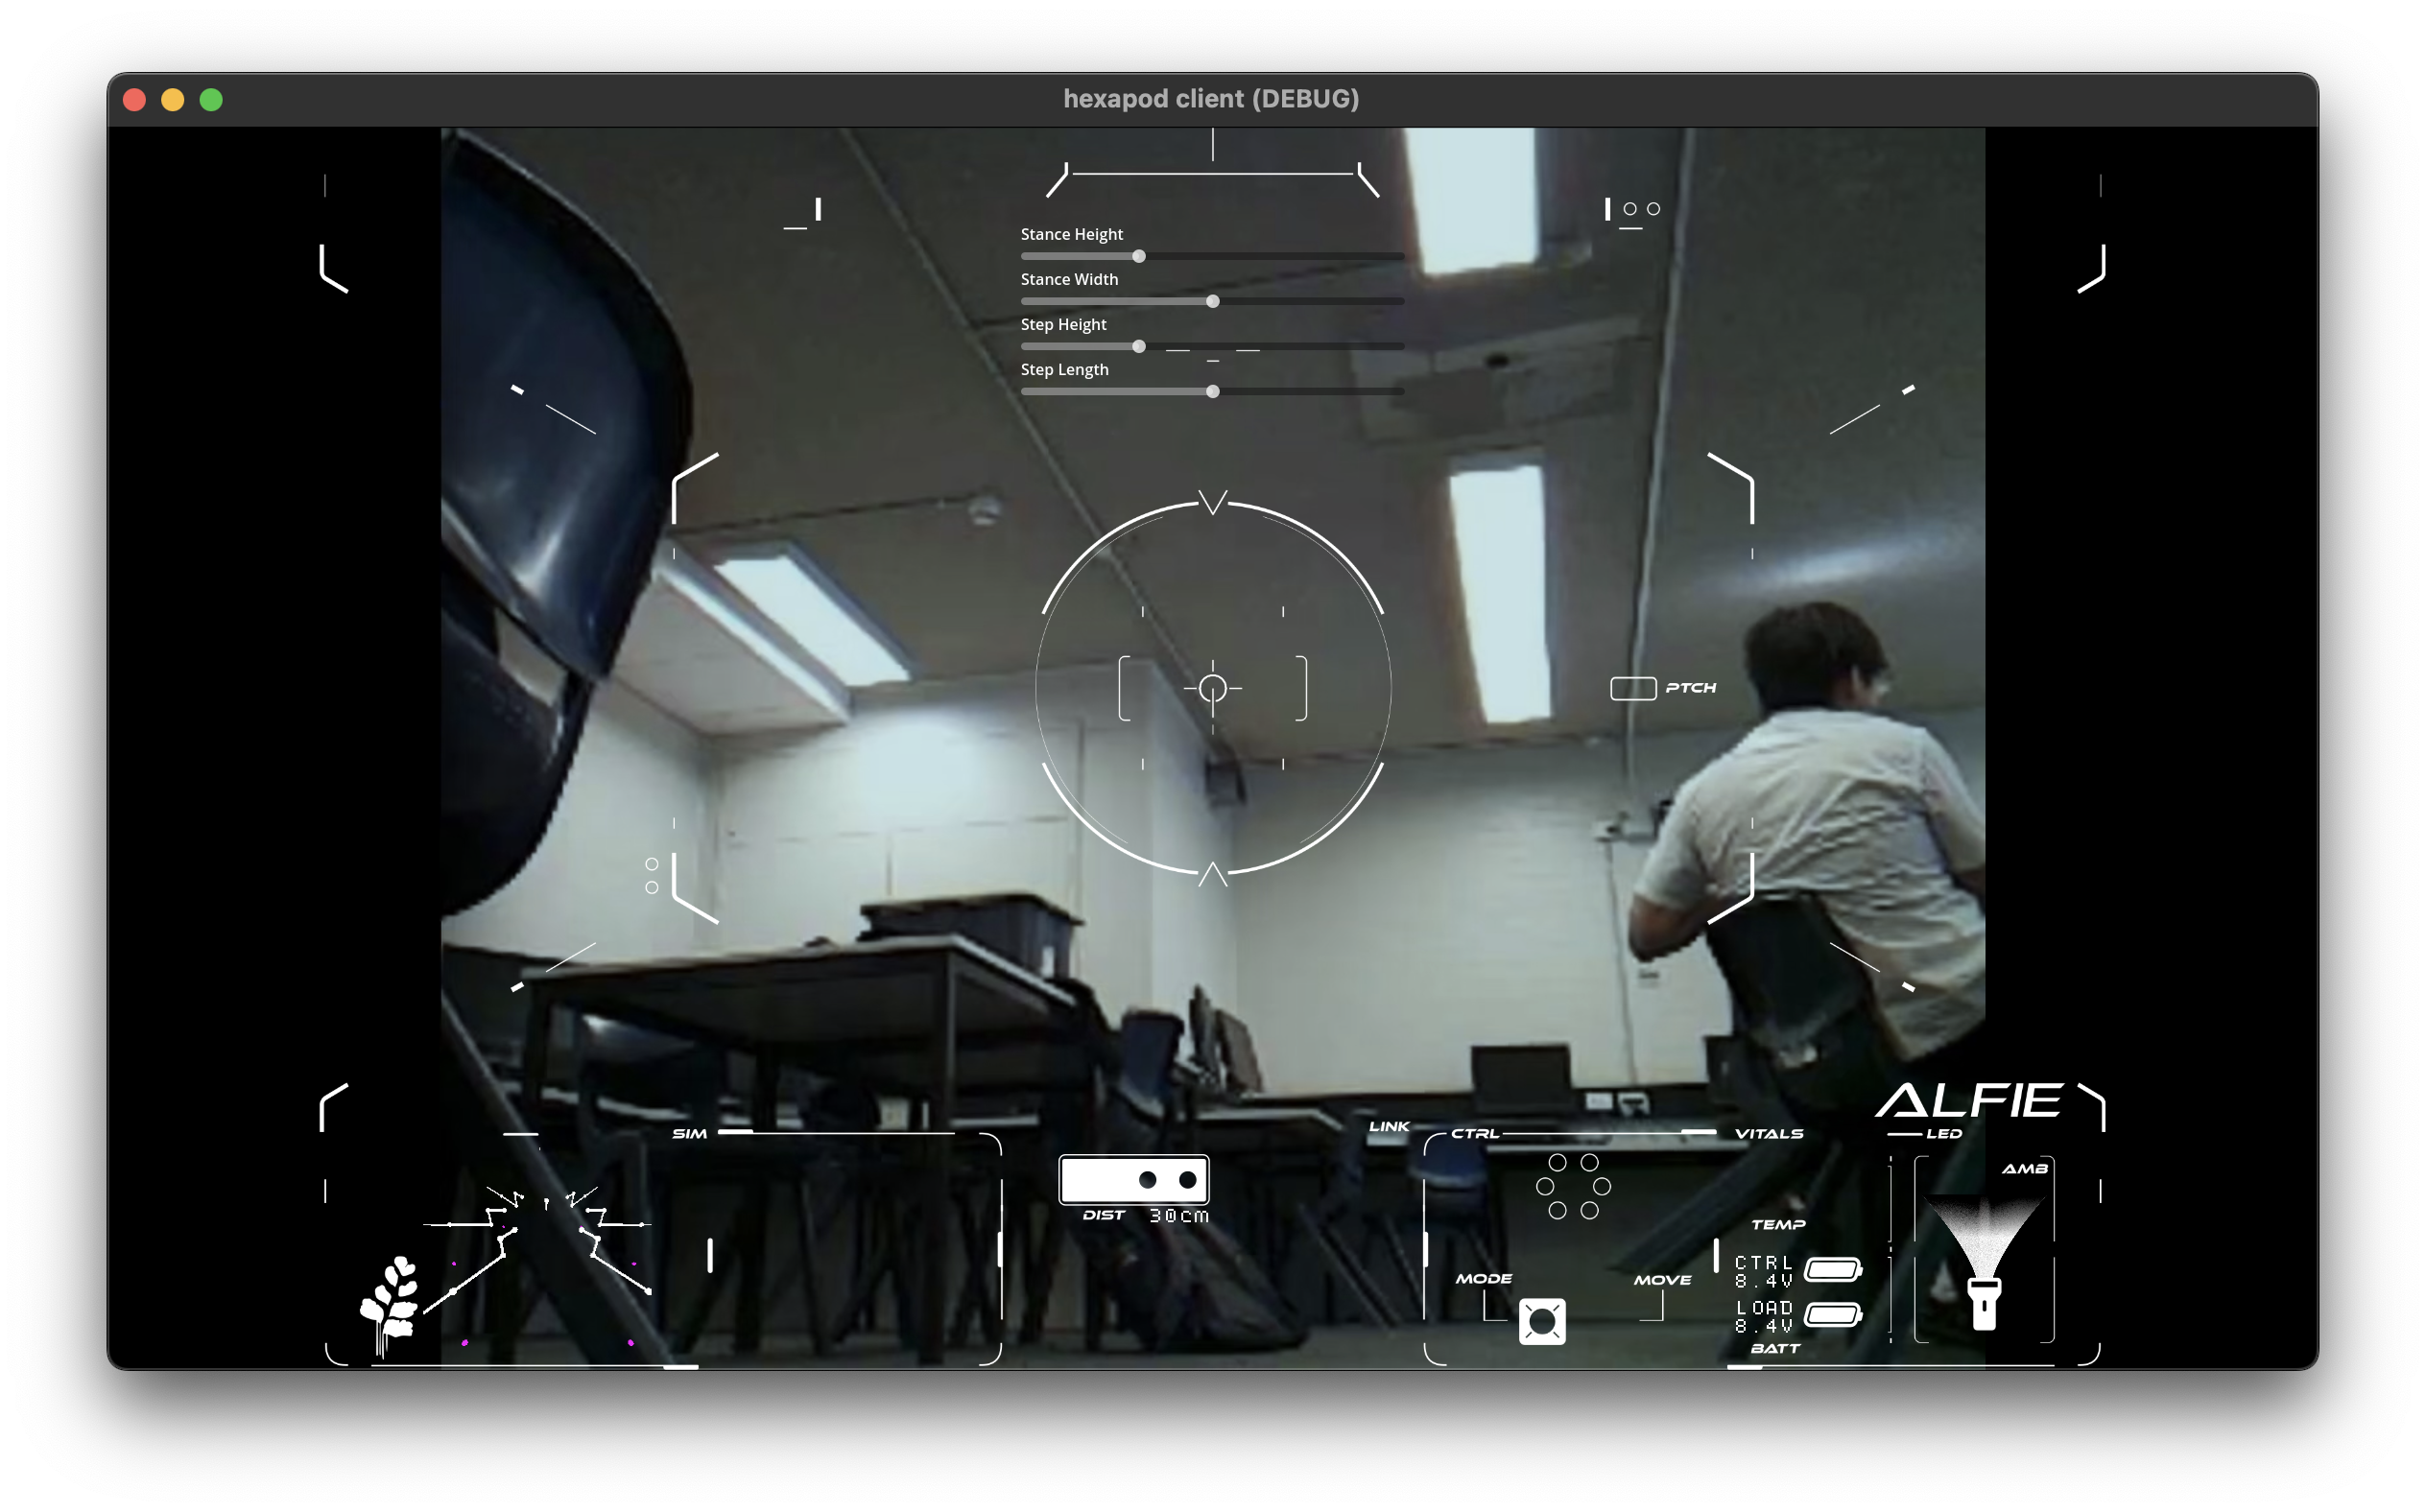 hexapod client (DEBUG)
Stance Height
Stance Width
Step Height
Step Length
PTCH
ALFIE
SIM
LINK
CTRL
VITALS
LED
AMB
DIST 30cm
TEMP
CTRL
8.4V
MODE
MOVE
LOAD
8.4V
BATT